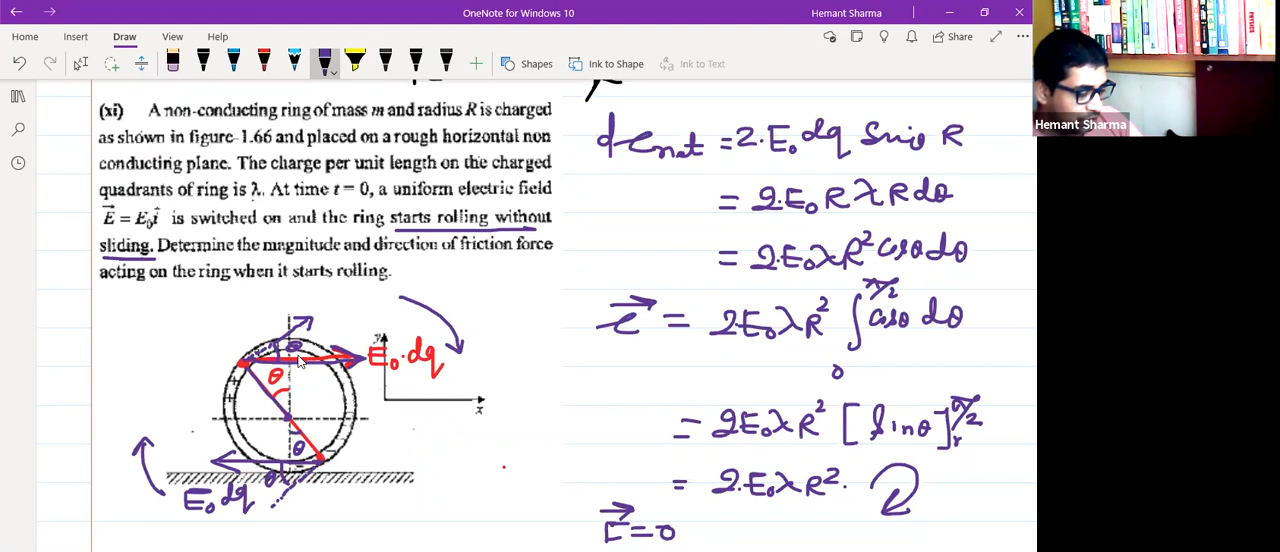 OneNote for Windows 10
Hemant Sharma
Home Insert Draw View Help
Share
Shapes
Ink to Shape
Ink to Text
(xi) A non-conducting ring of mass m and radius R is charged
as shown in figure-1.66 and placed on a rough horizontal non
conducting plane. The charge per unit length on the charged
quadrants of ring is λ. At time t = 0, a uniform electric field
E⃗ = E₀î is switched on and the ring starts rolling without
sliding. Determine the magnitude and direction of friction force
acting on the ring when it starts rolling.
y
x
θ
E₀.dq
θ
θ
θ
E₀dq
dτnet = 2.E₀ dq Sinθ R
= 2.E₀ R λ R dθ
= 2.E₀λR² cosθ dθ
τ⃗ = 2E₀λR² ∫ cosθ dθ
π/2
0
= 2E₀λR² [sinθ]
π/2
= 2.E₀λR².
= 0
Hemant Sharma
PHYSICS